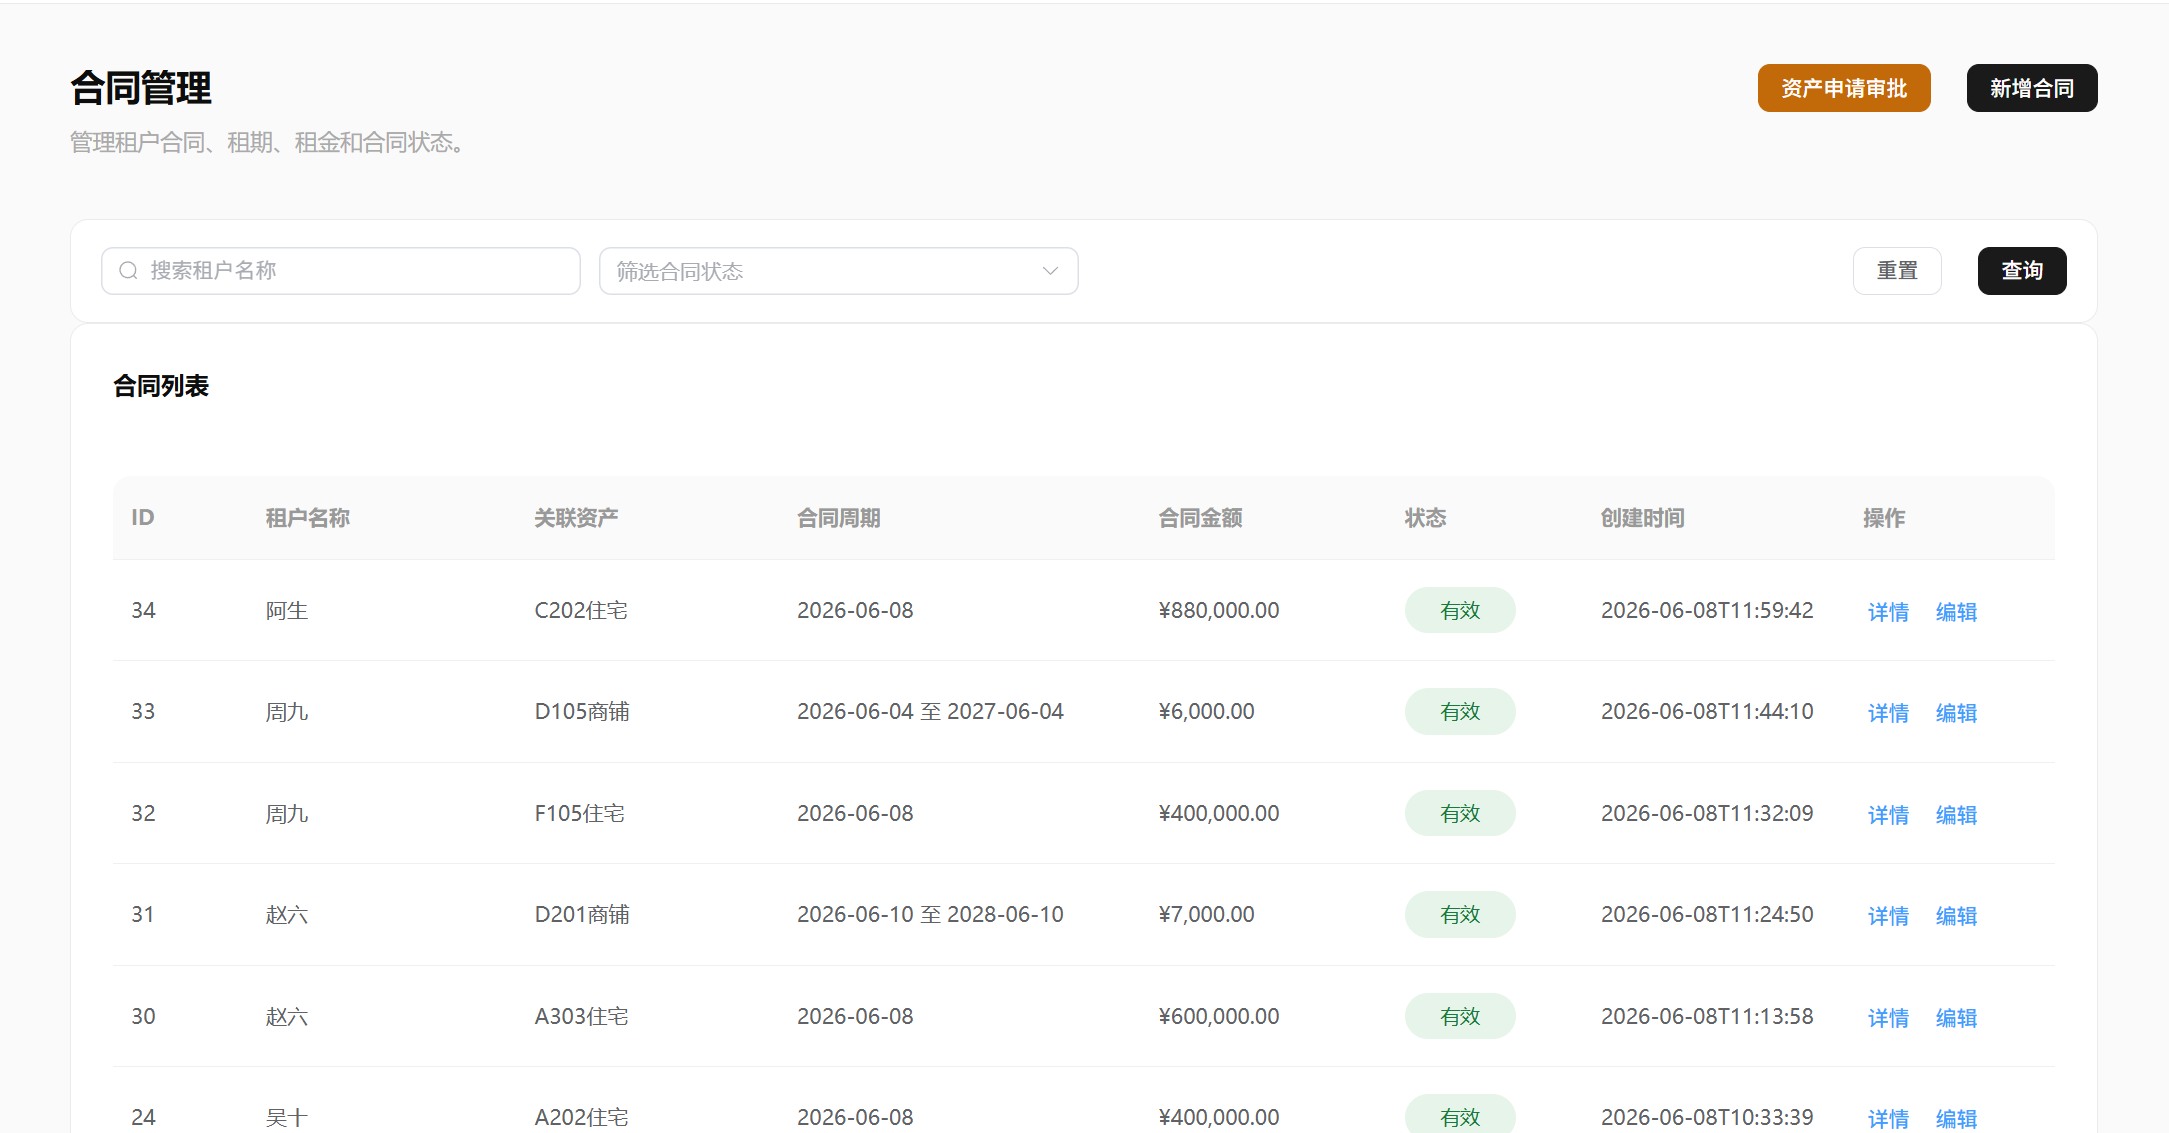 合同管理
资产申请审批 新增合同
管理租户合同、租期、租金和合同状态。
搜索租户名称 筛选合同状态 重置 查询
合同列表
ID 租户名称 关联资产 合同周期 合同金额 状态 创建时间 操作
34 阿生 C202住宅 2026-06-08 ¥880,000.00 有效 2026-06-08T11:59:42 详情 编辑
33 周九 D105商铺 2026-06-04 至 2027-06-04 ¥6,000.00 有效 2026-06-08T11:44:10 详情 编辑
32 周九 F105住宅 2026-06-08 ¥400,000.00 有效 2026-06-08T11:32:09 详情 编辑
31 赵六 D201商铺 2026-06-10 至 2028-06-10 ¥7,000.00 有效 2026-06-08T11:24:50 详情 编辑
30 赵六 A303住宅 2026-06-08 ¥600,000.00 有效 2026-06-08T11:13:58 详情 编辑
24 吴十 A202住宅 2026-06-08 ¥400,000.00 有效 2026-06-08T10:33:39 详情 编辑